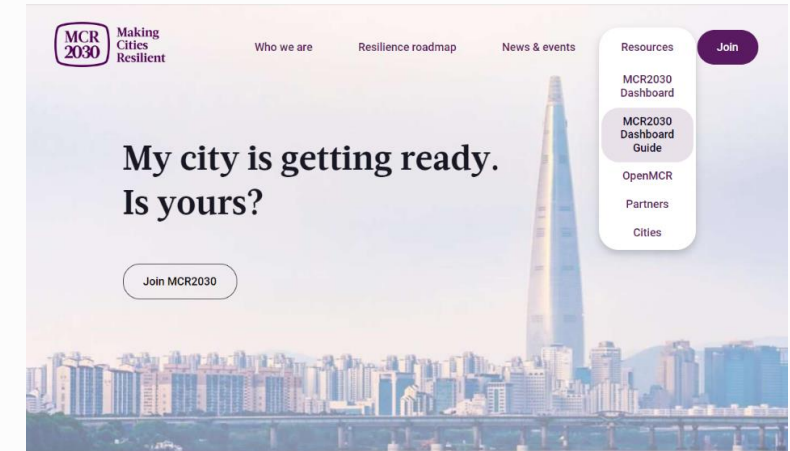 MCR
2030
Making
Cities
Resilient
Who we are
Resilience roadmap
News & events
Resources
Join
MCR2030
Dashboard
MCR2030
Dashboard
Guide
OpenMCR
Partners
Cities
My city is getting ready.
Is yours?
Join MCR2030